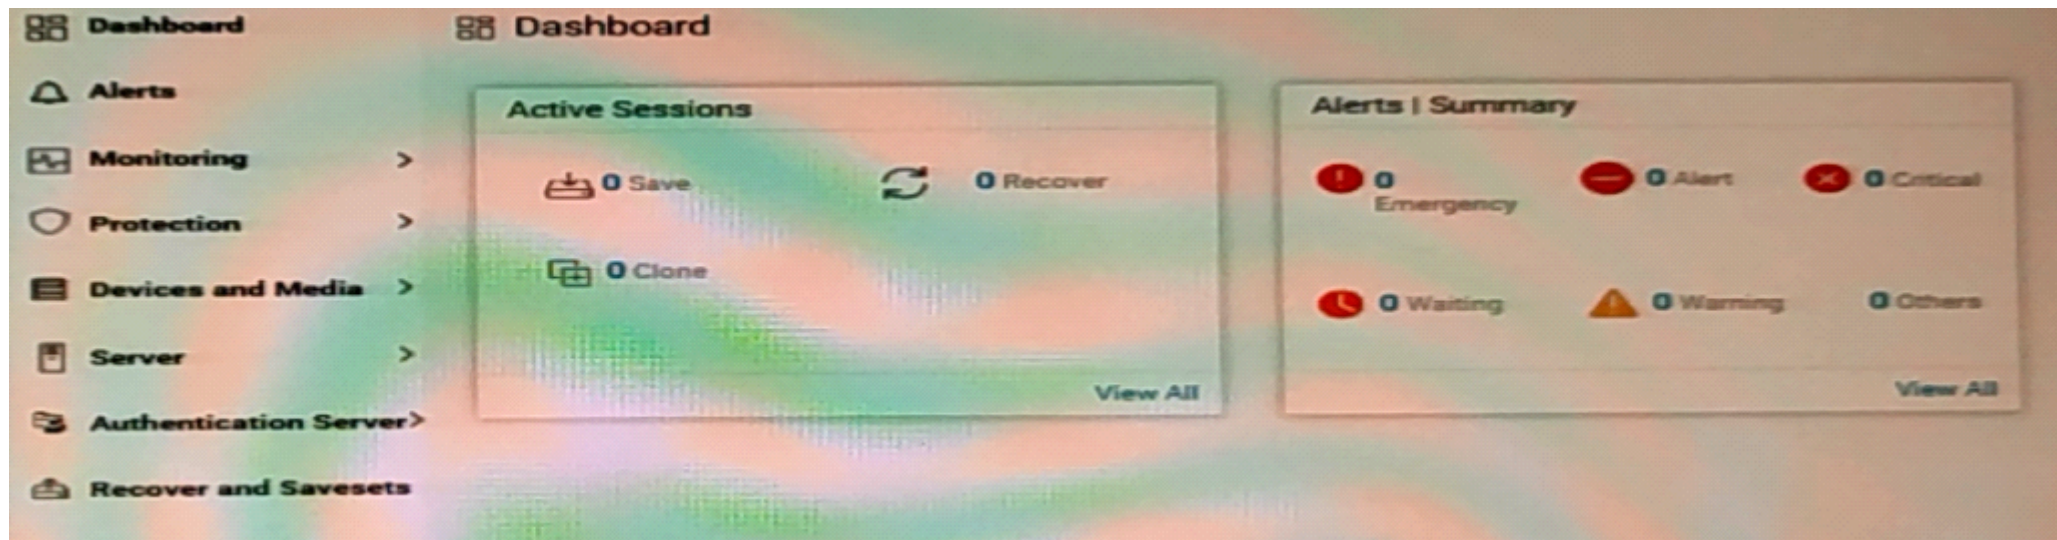 Dashboard
Alerts
Monitoring
Protection
Devices and Media
Server
Authentication Server
Recover and Savesets
Dashboard
Active Sessions
0 Save
0 Recover
0 Clone
View All
Alerts | Summary
0 Emergency
0 Alert
0 Critical
0 Waiting
0 Warning
0 Others
View All